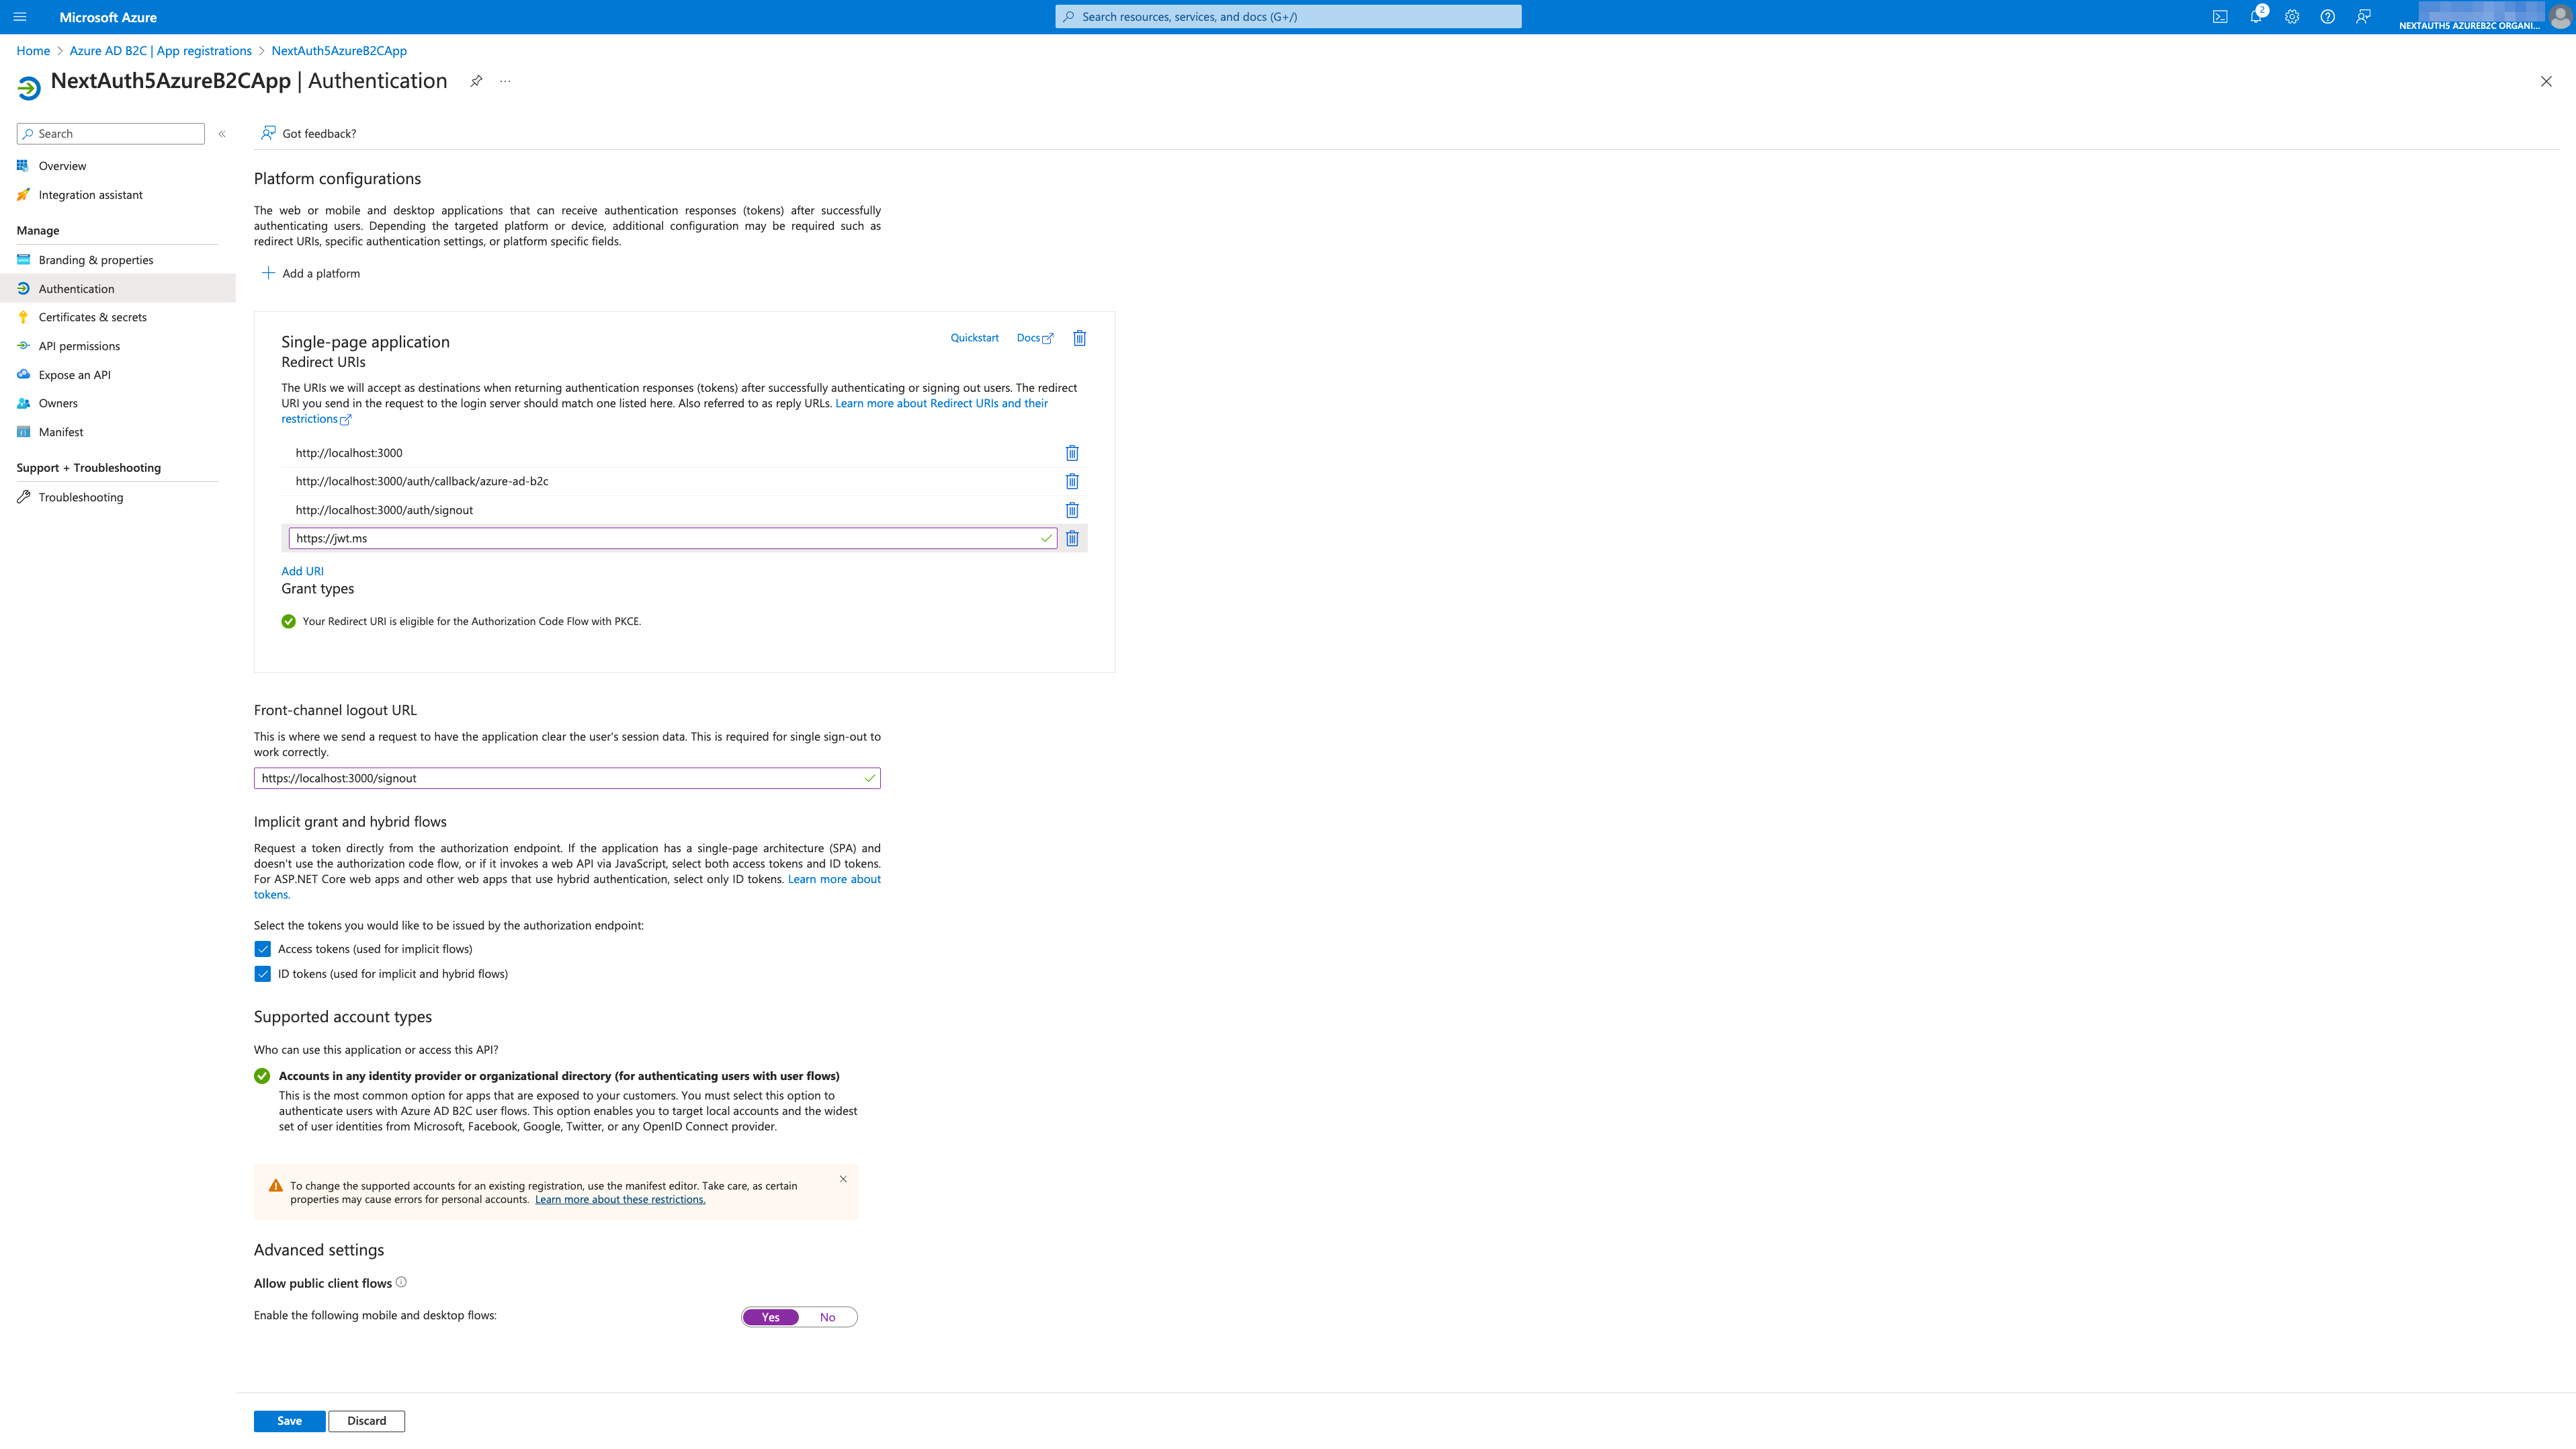 Microsoft Azure
Search resources, services, and docs (G+/)
2
NEXTAUTH5 AZUREB2C ORGANI...
Home > Azure AD B2C | App registrations > NextAuth5AzureB2CApp
NextAuth5AzureB2CApp | Authentication
Search
Overview
Integration assistant
Manage
Branding & properties
Authentication
Certificates & secrets
API permissions
Expose an API
Owners
Manifest
Support + Troubleshooting
Troubleshooting
Got feedback?
Platform configurations
The web or mobile and desktop applications that can receive authentication responses (tokens) after successfully
authenticating users. Depending the targeted platform or device, additional configuration may be required such as
redirect URIs, specific authentication settings, or platform specific fields.
Add a platform
Single-page application
Quickstart
Docs
Redirect URIs
The URIs we will accept as destinations when returning authentication responses (tokens) after successfully authenticating or signing out users. The redirect
URI you send in the request to the login server should match one listed here. Also referred to as reply URLs. Learn more about Redirect URIs and their
restrictions
http://localhost:3000
http://localhost:3000/auth/callback/azure-ad-b2c
http://localhost:3000/auth/signout
https://jwt.ms
Add URI
Grant types
Your Redirect URI is eligible for the Authorization Code Flow with PKCE.
Front-channel logout URL
This is where we send a request to have the application clear the user's session data. This is required for single sign-out to
work correctly.
https://localhost:3000/signout
Implicit grant and hybrid flows
Request a token directly from the authorization endpoint. If the application has a single-page architecture (SPA) and
doesn't use the authorization code flow, or if it invokes a web API via JavaScript, select both access tokens and ID tokens.
For ASP.NET Core web apps and other web apps that use hybrid authentication, select only ID tokens. Learn more about
tokens.
Select the tokens you would like to be issued by the authorization endpoint:
Access tokens (used for implicit flows)
ID tokens (used for implicit and hybrid flows)
Supported account types
Who can use this application or access this API?
Accounts in any identity provider or organizational directory (for authenticating users with user flows)
This is the most common option for apps that are exposed to your customers. You must select this option to
authenticate users with Azure AD B2C user flows. This option enables you to target local accounts and the widest
set of user identities from Microsoft, Facebook, Google, Twitter, or any OpenID Connect provider.
To change the supported accounts for an existing registration, use the manifest editor. Take care, as certain
properties may cause errors for personal accounts. Learn more about these restrictions.
Advanced settings
Allow public client flows
Enable the following mobile and desktop flows:
Yes
No
Save
Discard